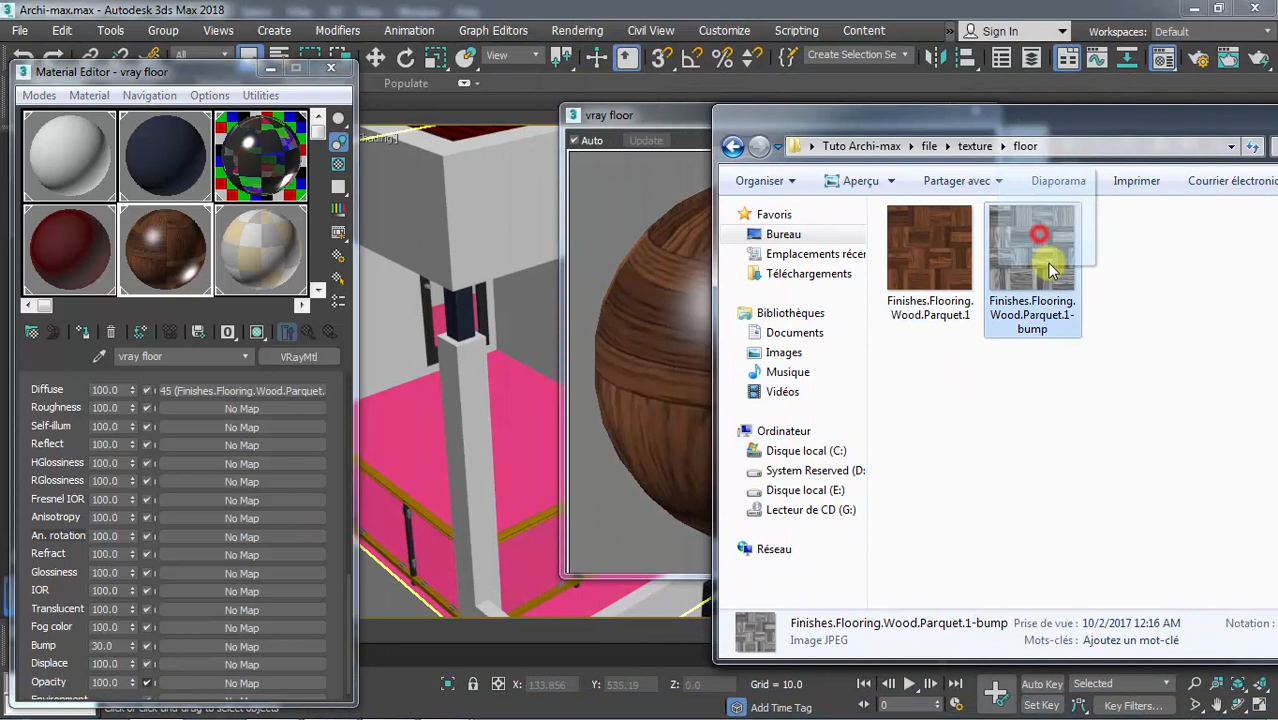 Archi-max.max - Autodesk 3ds Max 2018
File Edit Tools Group Views Create Modifiers Animation Graph Editors Rendering Civil View Customize Scripting Content » Sign In Workspaces: Default
All View Create Selection Se
Populate
Material Editor - vray floor
Modes Material Navigation Options Utilities
vray floor VRayMtl
Diffuse 100.0 45 (Finishes.Flooring.Wood.Parquet.
Roughness 100.0 No Map
Self-illum 100.0 No Map
Reflect 100.0 No Map
HGlossiness 100.0 No Map
RGlossiness 100.0 No Map
Fresnel IOR 100.0 No Map
Anisotropy 100.0 No Map
An. rotation 100.0 No Map
Refract 100.0 No Map
Glossiness 100.0 No Map
IOR 100.0 No Map
Translucent 100.0 No Map
Fog color 100.0 No Map
Bump 30.0 No Map
Displace 100.0 No Map
Opacity 100.0 No Map
vray floor
Auto Update
Tuto Archi-max file texture floor
Organiser Aperçu Partager avec Diaporama Imprimer Courrier électronic
Favoris
Bureau
Emplacements récer
Téléchargements
Bibliothèques
Documents
Images
Musique
Vidéos
Ordinateur
Disque local (C:)
System Reserved (D:
Disque local (E:)
Lecteur de CD (G:)
Réseau
Finishes.Flooring.
Wood.Parquet.1
Finishes.Flooring.
Wood.Parquet.1-
bump
Finishes.Flooring.Wood.Parquet.1-bump Prise de vue : 10/2/2017 12:16 AM Notation :
Image JPEG Mots-clés : Ajoutez un mot-clé
X: 133.856 Y: 535.19 Z: 0.0 Grid = 10.0 Auto Key Selected
Add Time Tag 0 Set Key Key Filters...